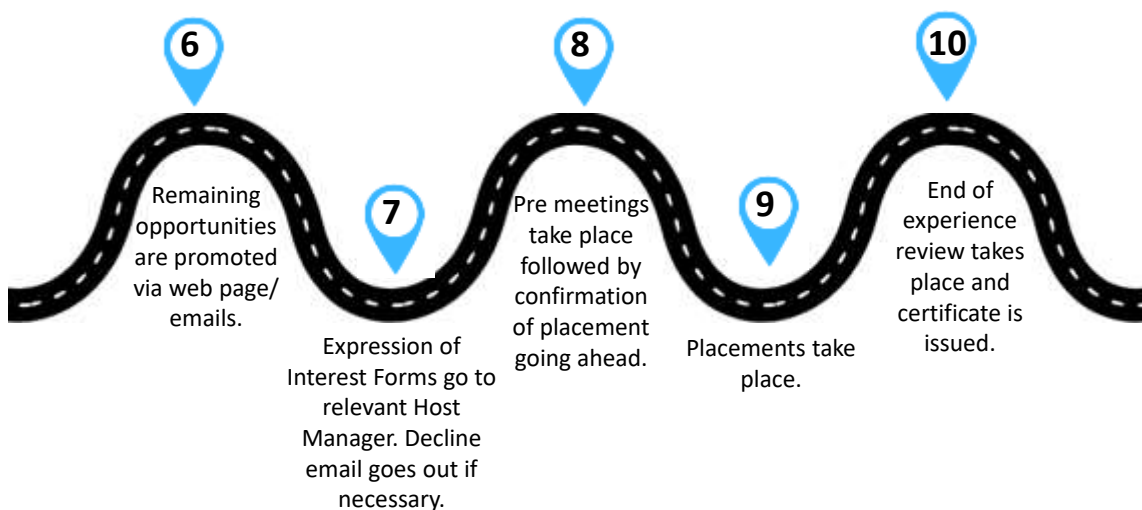 6
Remaining
opportunities
are promoted
via web page/
emails.
7
Expression of
Interest Forms go to
relevant Host
Manager. Decline
email goes out if
necessary.
8
Pre meetings
take place
followed by
confirmation
of placement
going ahead.
9
Placements take
place.
10
End of
experience
review takes
place and
certificate is
issued.